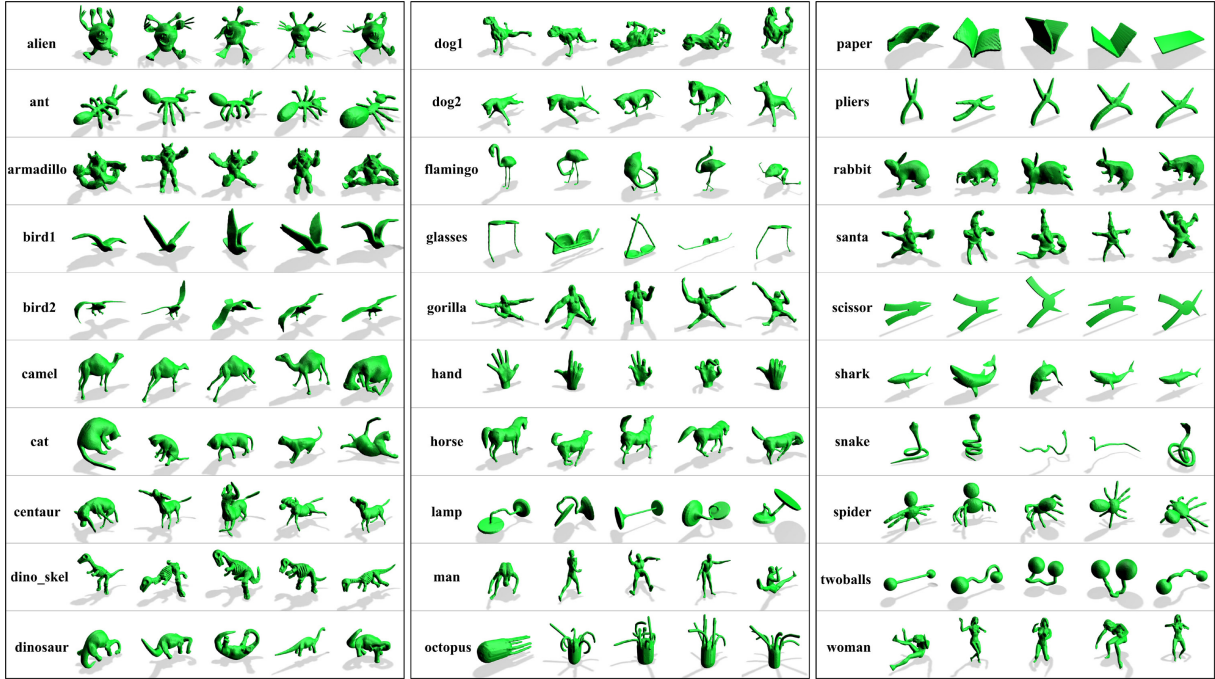 alien
ant
armadillo
bird1
bird2
camel
cat
centaur
dino_skel
dinosaur
dog1
dog2
flamingo
glasses
gorilla
hand
horse
lamp
man
octopus
paper
pliers
rabbit
santa
scissor
shark
snake
spider
twoballs
woman